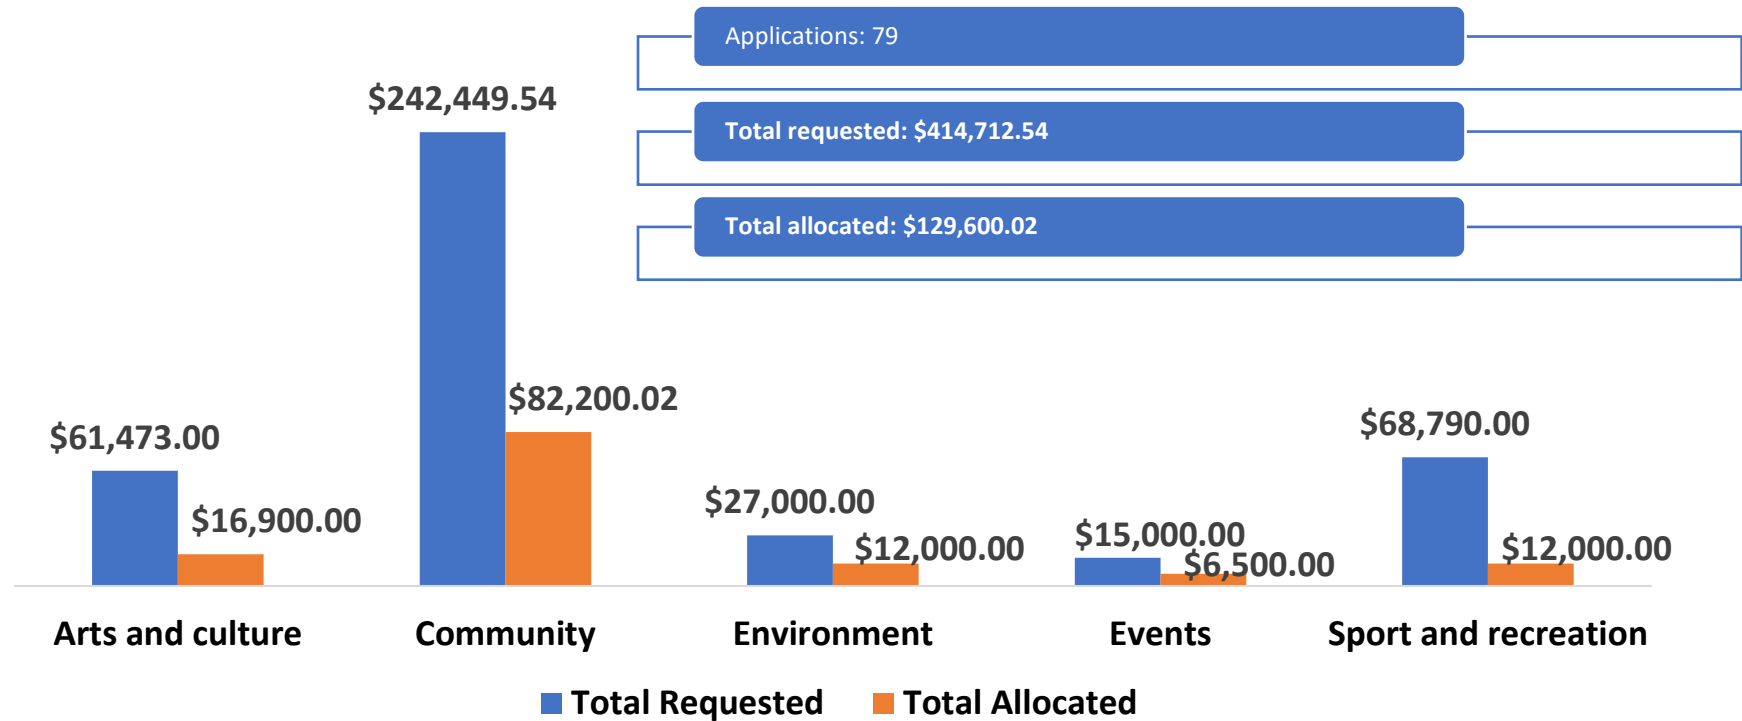 Applications: 79
Total requested: $414,712.54
Total allocated: $129,600.02
$242,449.54
$82,200.02
$61,473.00
$16,900.00
$27,000.00
$12,000.00
$15,000.00
$6,500.00
$68,790.00
$12,000.00
Arts and culture
Community
Environment
Events
Sport and recreation
Total Requested
Total Allocated